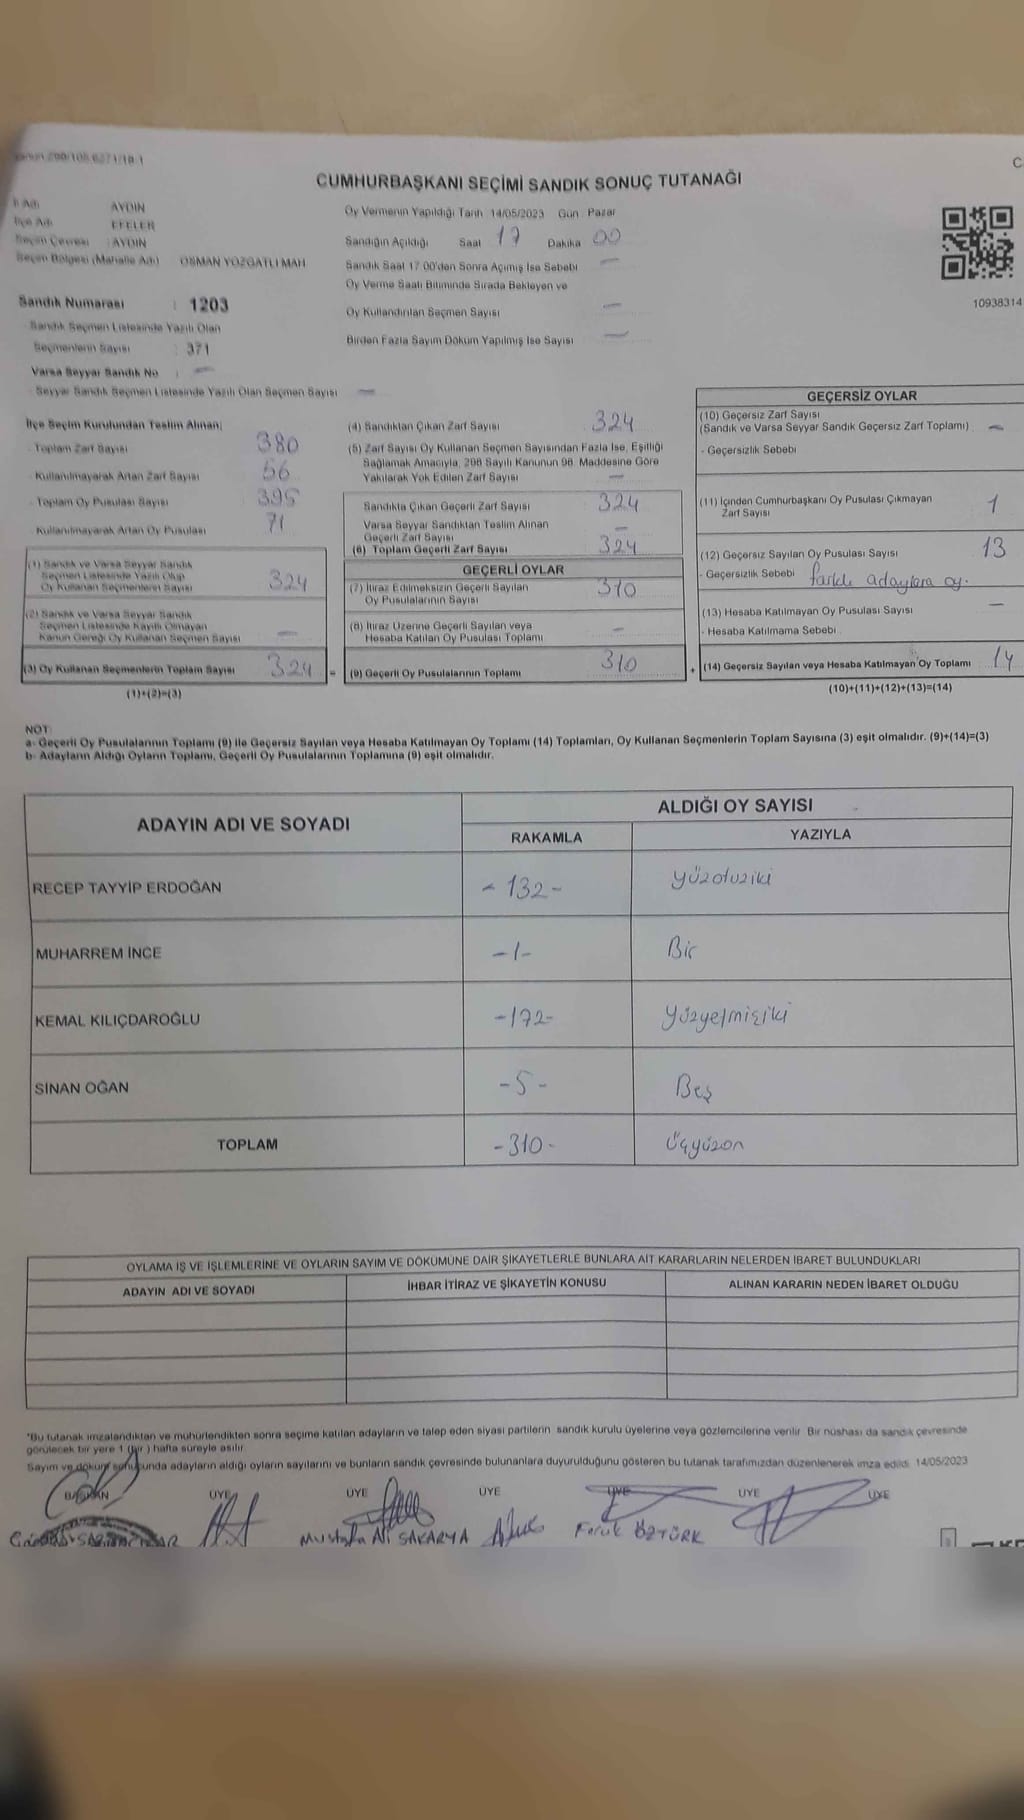 CUMHURBAŞKANI SEÇİMİ SANDIK SONUÇ TUTANAĞI
İl Adı AYDIN
İlçe Adı EFELER
Seçim Çevresi : AYDIN
Seçim Bölgesi (Mahalle Adı) OSMAN YOZGATLI MAH
Sandık Numarası : 1203
Sandık Seçmen Listesinde Yazılı Olan
Seçmenlerin Sayısı : 371
Varsa Seyyar Sandık No : —
Seyyar Sandık Seçmen Listesinde Yazılı Olan Seçmen Sayısı —
Oy Vermenin Yapıldığı Tarih 14/05/2023 Gün : Pazar
Sandığın Açıldığı Saat 17 Dakika 00
Sandık Saat 17 00'den Sonra Açımış İse Sebebi —
Oy Verme Saati Bitiminde Sırada Bekleyen ve
Oy Kullandırılan Seçmen Sayısı —
Birden Fazla Sayım Döküm Yapılmış İse Sayısı —
10938314
İlçe Seçim Kurulundan Teslim Alınan;
- Toplam Zarf Sayısı 380
- Kullanılmayarak Artan Zarf Sayısı 56
- Toplam Oy Pusulası Sayısı 395
- Kullanılmayarak Artan Oy Pusulası 71
(1) Sandık ve Varsa Seyyar Sandık
Seçmen Listesinde Yazılı Olup
Oy Kullanan Seçmenlerin Sayısı 324
(2) Sandık ve Varsa Seyyar Sandık
Seçmen Listesinde Kayıtlı Olmayan
Kanun Gereği Oy Kullanan Seçmen Sayısı —
(3) Oy Kullanan Seçmenlerin Toplam Sayısı 324
(1)+(2)=(3)
(4) Sandıktan Çıkan Zarf Sayısı 324
(5) Zarf Sayısı Oy Kullanan Seçmen Sayısından Fazla İse, Eşitliği
Sağlamak Amacıyla, 298 Sayılı Kanunun 98. Maddesine Göre
Yakılarak Yok Edilen Zarf Sayısı —
Sandıkta Çıkan Geçerli Zarf Sayısı 324
Varsa Seyyar Sandıktan Teslim Alınan
Geçerli Zarf Sayısı —
(6) Toplam Geçerli Zarf Sayısı 324
GEÇERLİ OYLAR
(7) İtiraz Edilmeksizin Geçerli Sayılan
Oy Pusulalarının Sayısı 310
(8) İtiraz Üzerine Geçerli Sayılan veya
Hesaba Katılan Oy Pusulası Toplamı —
(9) Geçerli Oy Pusulalarının Toplamı 310
GEÇERSİZ OYLAR
(10) Geçersiz Zarf Sayısı
(Sandık ve Varsa Seyyar Sandık Geçersiz Zarf Toplamı) —
- Geçersizlik Sebebi
(11) İçinden Cumhurbaşkanı Oy Pusulası Çıkmayan
Zarf Sayısı 1
(12) Geçersiz Sayılan Oy Pusulası Sayısı 13
- Geçersizlik Sebebi farklı adaylara oy.
(13) Hesaba Katılmayan Oy Pusulası Sayısı —
- Hesaba Katılmama Sebebi
(14) Geçersiz Sayılan veya Hesaba Katılmayan Oy Toplamı 14
(10)+(11)+(12)+(13)=(14)
NOT:
a- Geçerli Oy Pusulalarının Toplamı (9) ile Geçersiz Sayılan veya Hesaba Katılmayan Oy Toplamı (14) Toplamları, Oy Kullanan Seçmenlerin Toplam Sayısına (3) eşit olmalıdır. (9)+(14)=(3)
b- Adayların Aldığı Oyların Toplamı, Geçerli Oy Pusulalarının Toplamına (9) eşit olmalıdır.
ADAYIN ADI VE SOYADI ALDIĞI OY SAYISI
RAKAMLA YAZIYLA
RECEP TAYYİP ERDOĞAN -132- yüzotuziki
MUHARREM İNCE -1- Bir
KEMAL KILIÇDAROĞLU -172- yüzyetmişiki
SİNAN OĞAN -5- Beş
TOPLAM -310- Üçyüzon
OYLAMA İŞ VE İŞLEMLERİNE VE OYLARIN SAYIM VE DÖKÜMÜNE DAİR ŞİKAYETLERLE BUNLARA AİT KARARLARIN NELERDEN İBARET BULUNDUKLARI
ADAYIN ADI VE SOYADI İHBAR İTİRAZ VE ŞİKAYETİN KONUSU ALINAN KARARIN NEDEN İBARET OLDUĞU
*Bu tutanak imzalandıktan ve mühürlendikten sonra seçime katılan adayların ve talep eden siyasi partilerin sandık kurulu üyelerine veya gözlemcilerine verilir. Bir nüshası da sandık çevresinde
görülecek bir yere 1 (bir) hafta süreyle asılır.
Sayım ve döküm sonucunda adayların aldığı oyların sayılarını ve bunların sandık çevresinde bulunanlara duyurulduğunu gösteren bu tutanak tarafımızdan düzenlenerek imza edildi. 14/05/2023
BAŞKAN ÜYE ÜYE ÜYE ÜYE ÜYE ÜYE
Mustafa Ali SAKARYA Faruk ÖZTÜRK